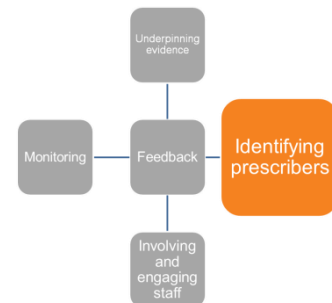 Underpinning
evidence
Monitoring
Feedback
Identifying
prescribers
Involving
and
engaging
staff